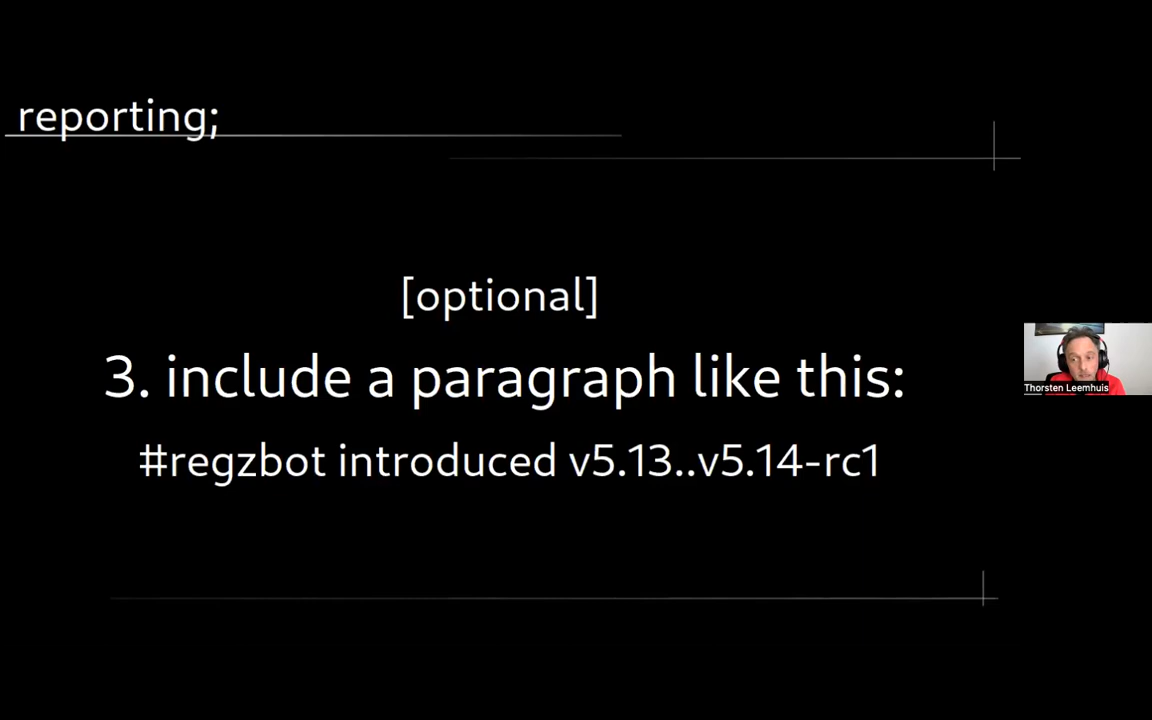 reporting;
[optional]
3. include a paragraph like this:
#regzbot introduced v5.13..v5.14-rc1
Thorsten Leemhuis